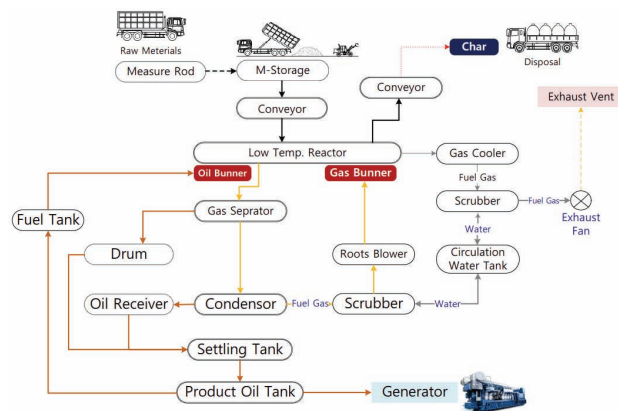 Raw Meterials
Measure Rod
M-Storage
Conveyor
Conveyor
Char
Disposal
Exhaust Vent
Low Temp. Reactor
Oil Bunner
Gas Bunner
Gas Cooler
Fuel Gas
Scrubber
Fuel Gas
Exhaust
Fan
Water
Circulation
Water Tank
Fuel Tank
Gas Seprator
Drum
Roots Blower
Oil Receiver
Condensor
Fuel Gas
Scrubber
Water
Settling Tank
Product Oil Tank
Generator